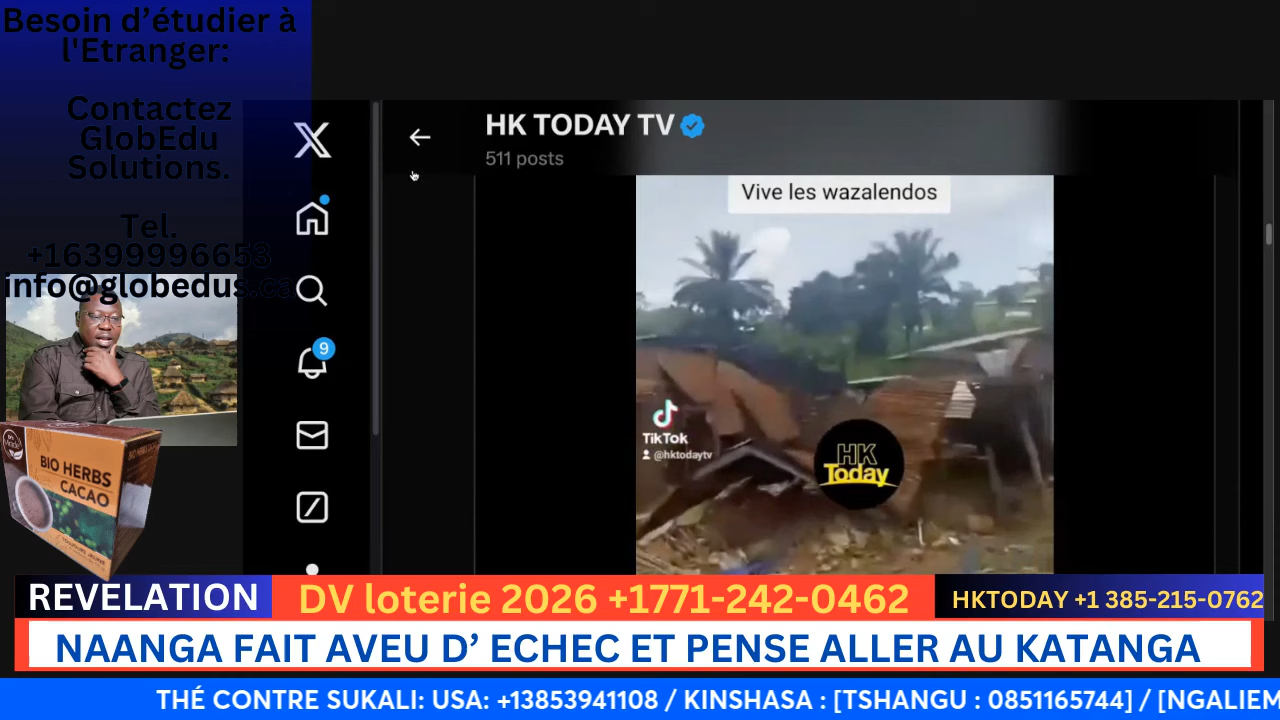 Besoin d’étudier à
l'Etranger:
Contactez
GlobEdu
Solutions.
Tel.
+16399996653
info@globedus.ca
HK TODAY TV
511 posts
9
Vive les wazalendos
TikTok
@hktodaytv
HK
Today
BIO HERBS
CACAO
REVELATION
DV loterie 2026 +1771-242-0462
HKTODAY +1 385-215-0762
NAANGA FAIT AVEU D’ ECHEC ET PENSE ALLER AU KATANGA
THÉ CONTRE SUKALI: USA: +13853941108 / KINSHASA : [TSHANGU : 0851165744] / [NGALIEM